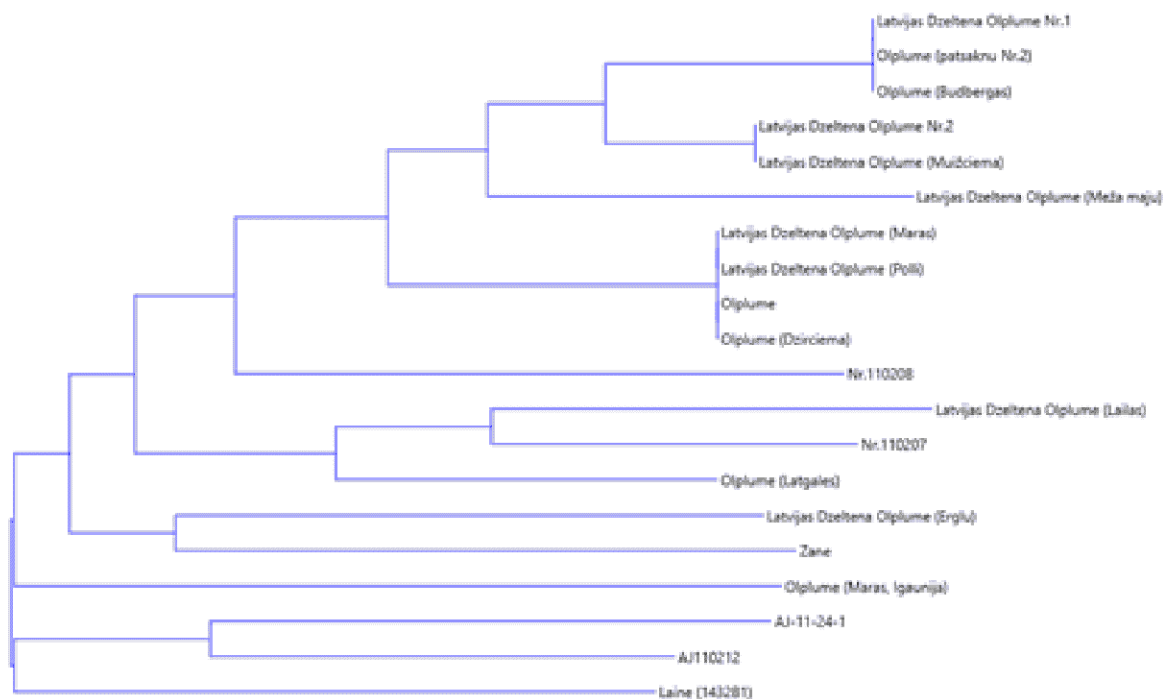 Latvijas Dzeltena Olplume Nr.1
Olplume (patsaknu Nr.2)
Olplume (Budbergas)
Latvijas Dzeltena Olplume Nr.2
Latvijas Dzeltena Olplume (Muižciema)
Latvijas Dzeltena Olplume (Meža maju)
Latvijas Dzeltena Olplume (Maras)
Latvijas Dzeltena Olplume (Polli)
Olplume
Olplume (Dzirciema)
Nr.110208
Latvijas Dzeltena Olplume (Lailas)
Nr.110207
Olplume (Latgales)
Latvijas Dzeltena Olplume (Erglu)
Zane
Olplume (Maras, Igaunija)
AJ-11-24-1
AJ110212
Laine (143281)